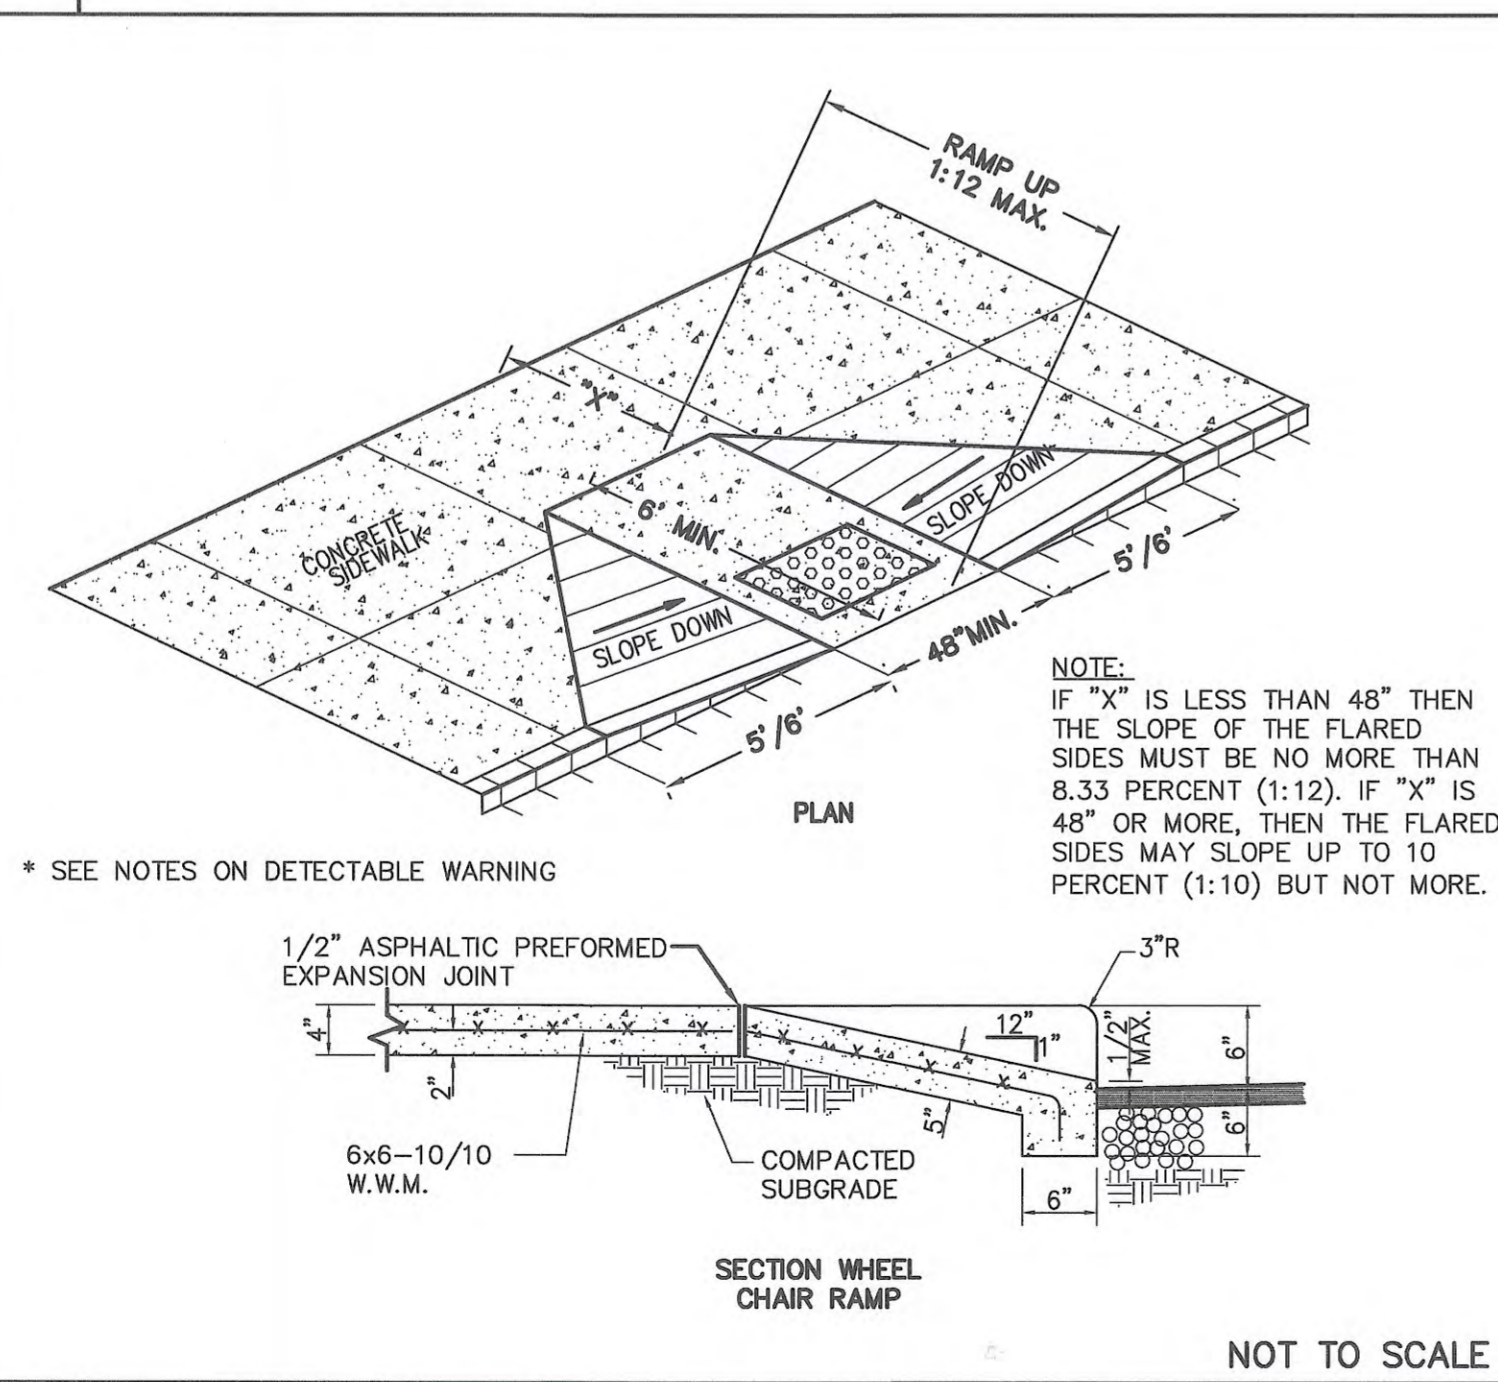 RAMP UP
1:12 MAX.
"X"
CONCRETE
SIDEWALK
6' MIN.
SLOPE DOWN
SLOPE DOWN
5'/6'
48"MIN.
5'/6'
PLAN
NOTE:
IF "X" IS LESS THAN 48" THEN
THE SLOPE OF THE FLARED
SIDES MUST BE NO MORE THAN
8.33 PERCENT (1:12). IF "X" IS
48" OR MORE, THEN THE FLARED
SIDES MAY SLOPE UP TO 10
PERCENT (1:10) BUT NOT MORE.
* SEE NOTES ON DETECTABLE WARNING
1/2" ASPHALTIC PREFORMED
EXPANSION JOINT
3"R
4"
2"
12"
1"
1/2"
MAX.
6"
5"
6"
6"
6x6-10/10
W.W.M.
COMPACTED
SUBGRADE
SECTION WHEEL
CHAIR RAMP
NOT TO SCALE